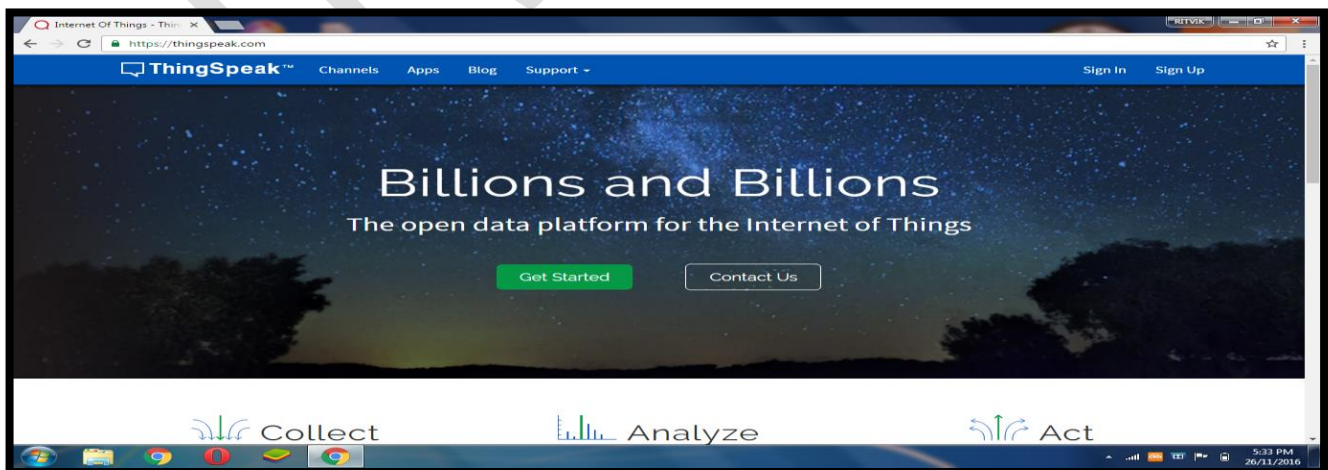 Internet Of Things - Thin
RITVIK
https://thingspeak.com
ThingSpeak™ Channels Apps Blog Support Sign In Sign Up
Billions and Billions
The open data platform for the Internet of Things
Get Started Contact Us
Collect Analyze Act
5:33 PM
26/11/2016